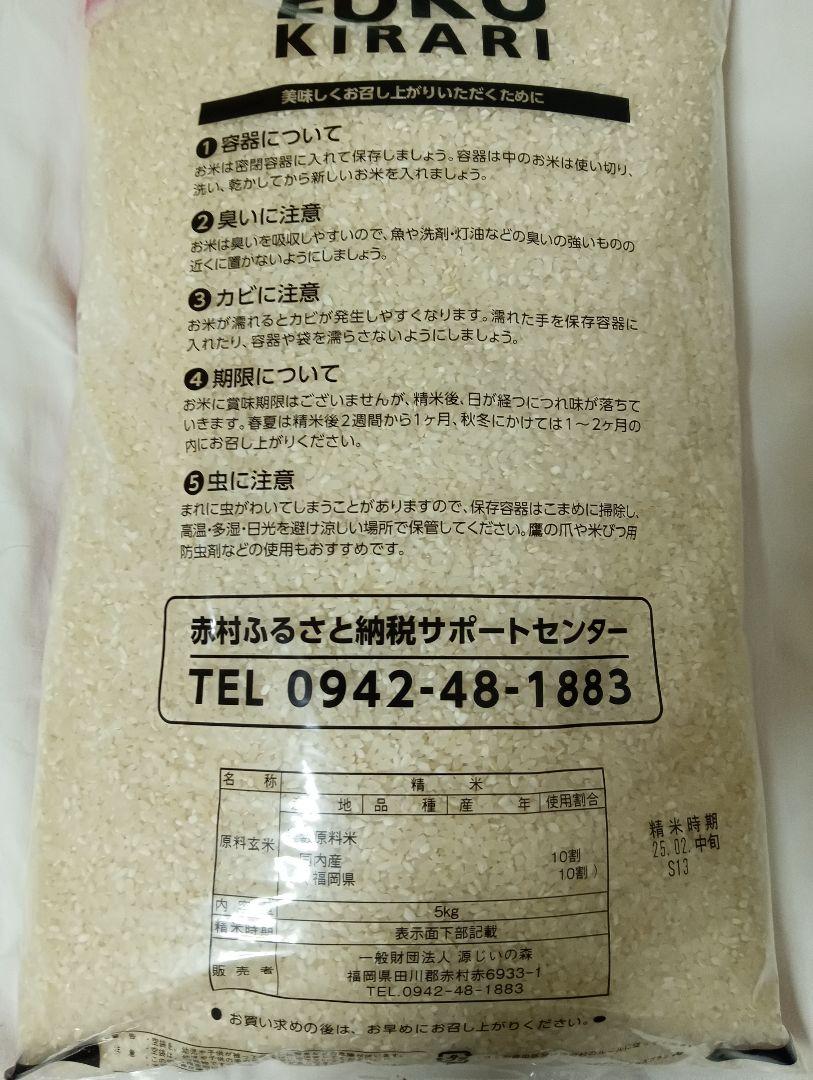 FUKU
KIRARI
美味しくお召し上がりいただくために
❶容器について
お米は密閉容器に入れて保存しましょう。容器は中のお米は使い切り、
洗い、乾かしてから新しいお米を入れましょう。
❷臭いに注意
お米は臭いを吸収しやすいので、魚や洗剤・灯油などの臭いの強いものの
近くに置かないようにしましょう。
❸カビに注意
お米が濡れるとカビが発生しやすくなります。濡れた手を保存容器に
入れたり、容器や袋を濡らさないようにしましょう。
❹期限について
お米に賞味期限はございませんが、精米後、日が経つにつれ味が落ちて
いきます。春夏は精米後2週間から1ヶ月、秋冬にかけては1〜2ヶ月の
内にお召し上がりください。
❺虫に注意
まれに虫がわいてしまうことがありますので、保存容器はこまめに掃除し、
高温・多湿・日光を避け涼しい場所で保管してください。鷹の爪や米びつ用
防虫剤などの使用もおすすめです。
赤村ふるさと納税サポートセンター
TEL 0942-48-1883
名 称 精 米
地 品 種 産 年 使用割合
原料玄米 原料米
国内産 10割
福岡県 10割）
内 5kg
精米時期 表示面下部記載
販売者 一般財団法人 源じいの森
福岡県田川郡赤村赤6933-1
TEL.0942-48-1883
精米時期
25.02.中旬
S13
●お買い求めの後は、お早めにお召し上がりください。●